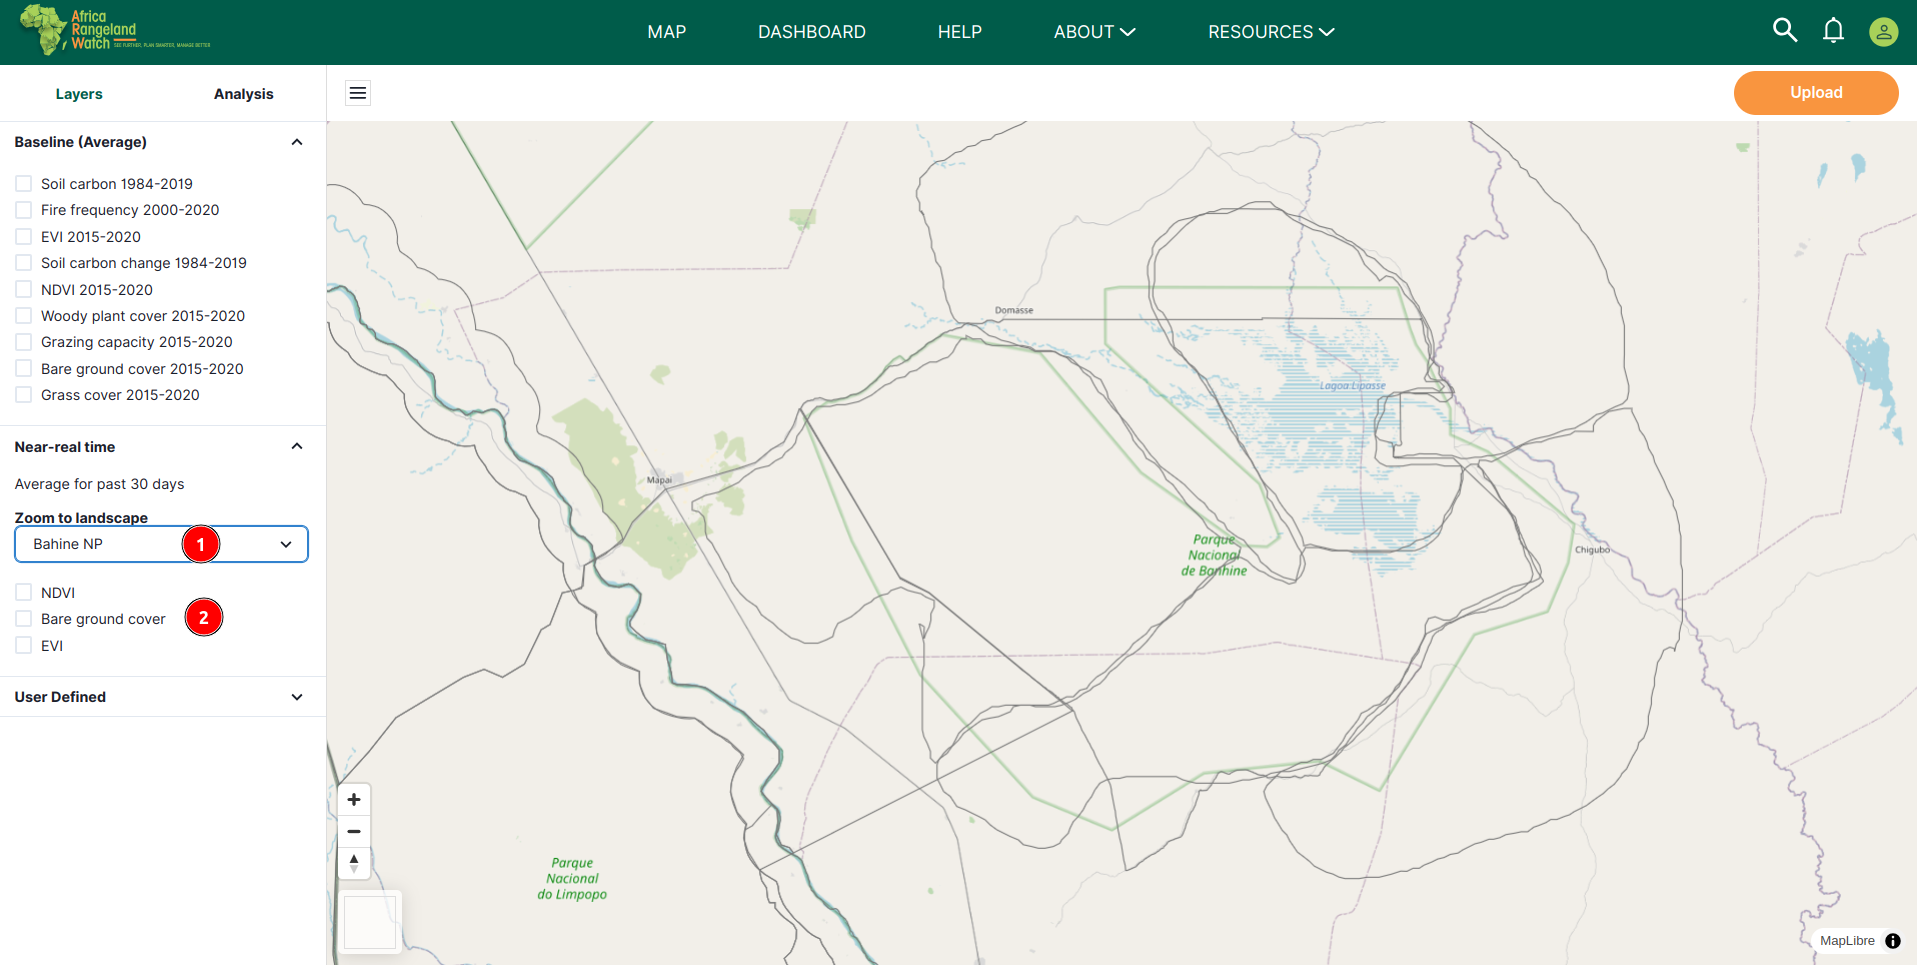 Africa
Rangeland
Watch
SEE FURTHER, PLAN SMARTER, MANAGE BETTER
MAP
DASHBOARD
HELP
ABOUT
RESOURCES
Layers
Analysis
Upload
Baseline (Average)
Soil carbon 1984-2019
Fire frequency 2000-2020
EVI 2015-2020
Soil carbon change 1984-2019
NDVI 2015-2020
Woody plant cover 2015-2020
Grazing capacity 2015-2020
Bare ground cover 2015-2020
Grass cover 2015-2020
Near-real time
Average for past 30 days
Zoom to landscape
Bahine NP
1
NDVI
Bare ground cover
2
EVI
User Defined
Domasse
Lagoa Lipasse
Mapai
Parque
Nacional
de Banhine
Chigubo
Parque
Nacional
do Limpopo
MapLibre